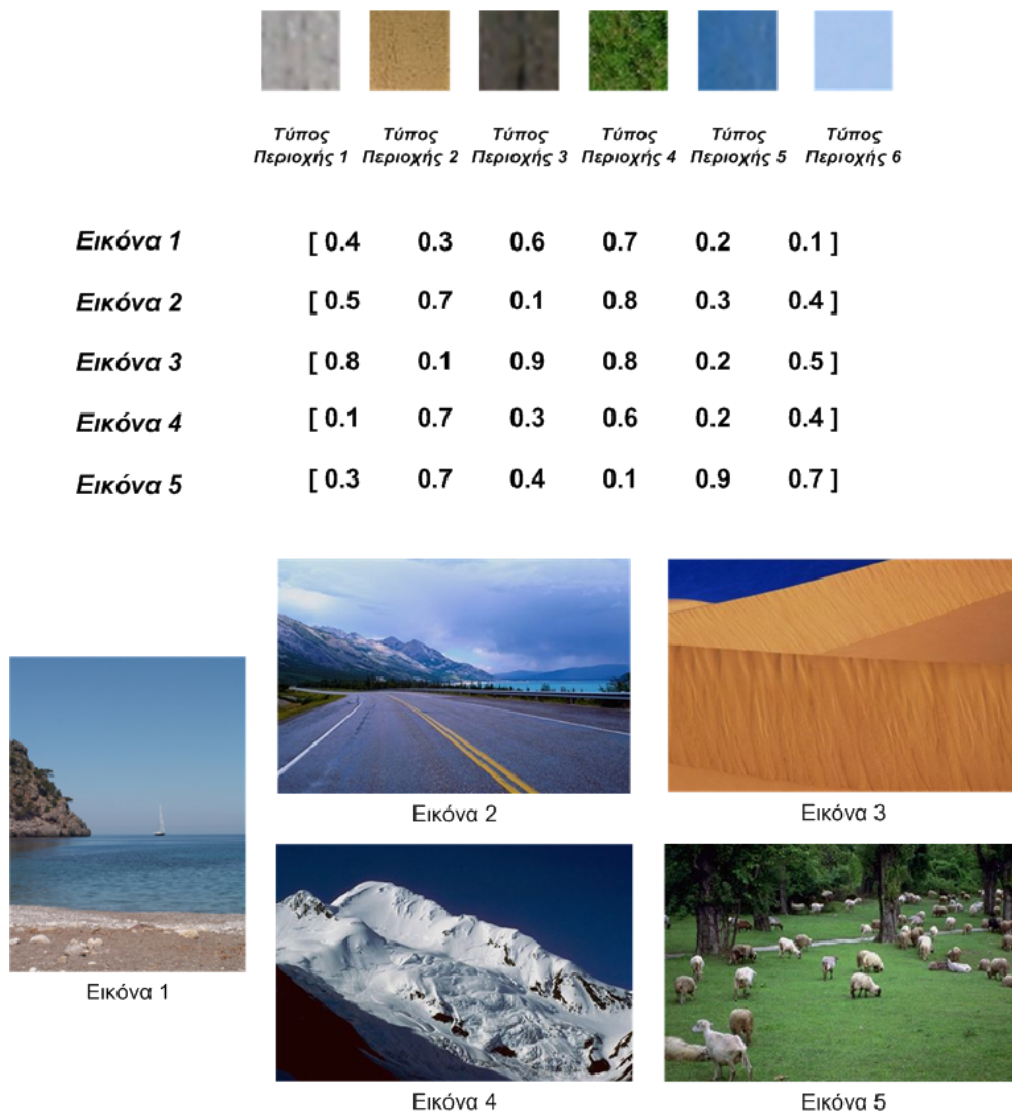 Τύπος Περιοχής 1
Τύπος Περιοχής 2
Τύπος Περιοχής 3
Τύπος Περιοχής 4
Τύπος Περιοχής 5
Τύπος Περιοχής 6
Εικόνα 1 [ 0.4 0.3 0.6 0.7 0.2 0.1 ]
Εικόνα 2 [ 0.5 0.7 0.1 0.8 0.3 0.4 ]
Εικόνα 3 [ 0.8 0.1 0.9 0.8 0.2 0.5 ]
Εικόνα 4 [ 0.1 0.7 0.3 0.6 0.2 0.4 ]
Εικόνα 5 [ 0.3 0.7 0.4 0.1 0.9 0.7 ]
Εικόνα 2
Εικόνα 3
Εικόνα 1
Εικόνα 4
Εικόνα 5